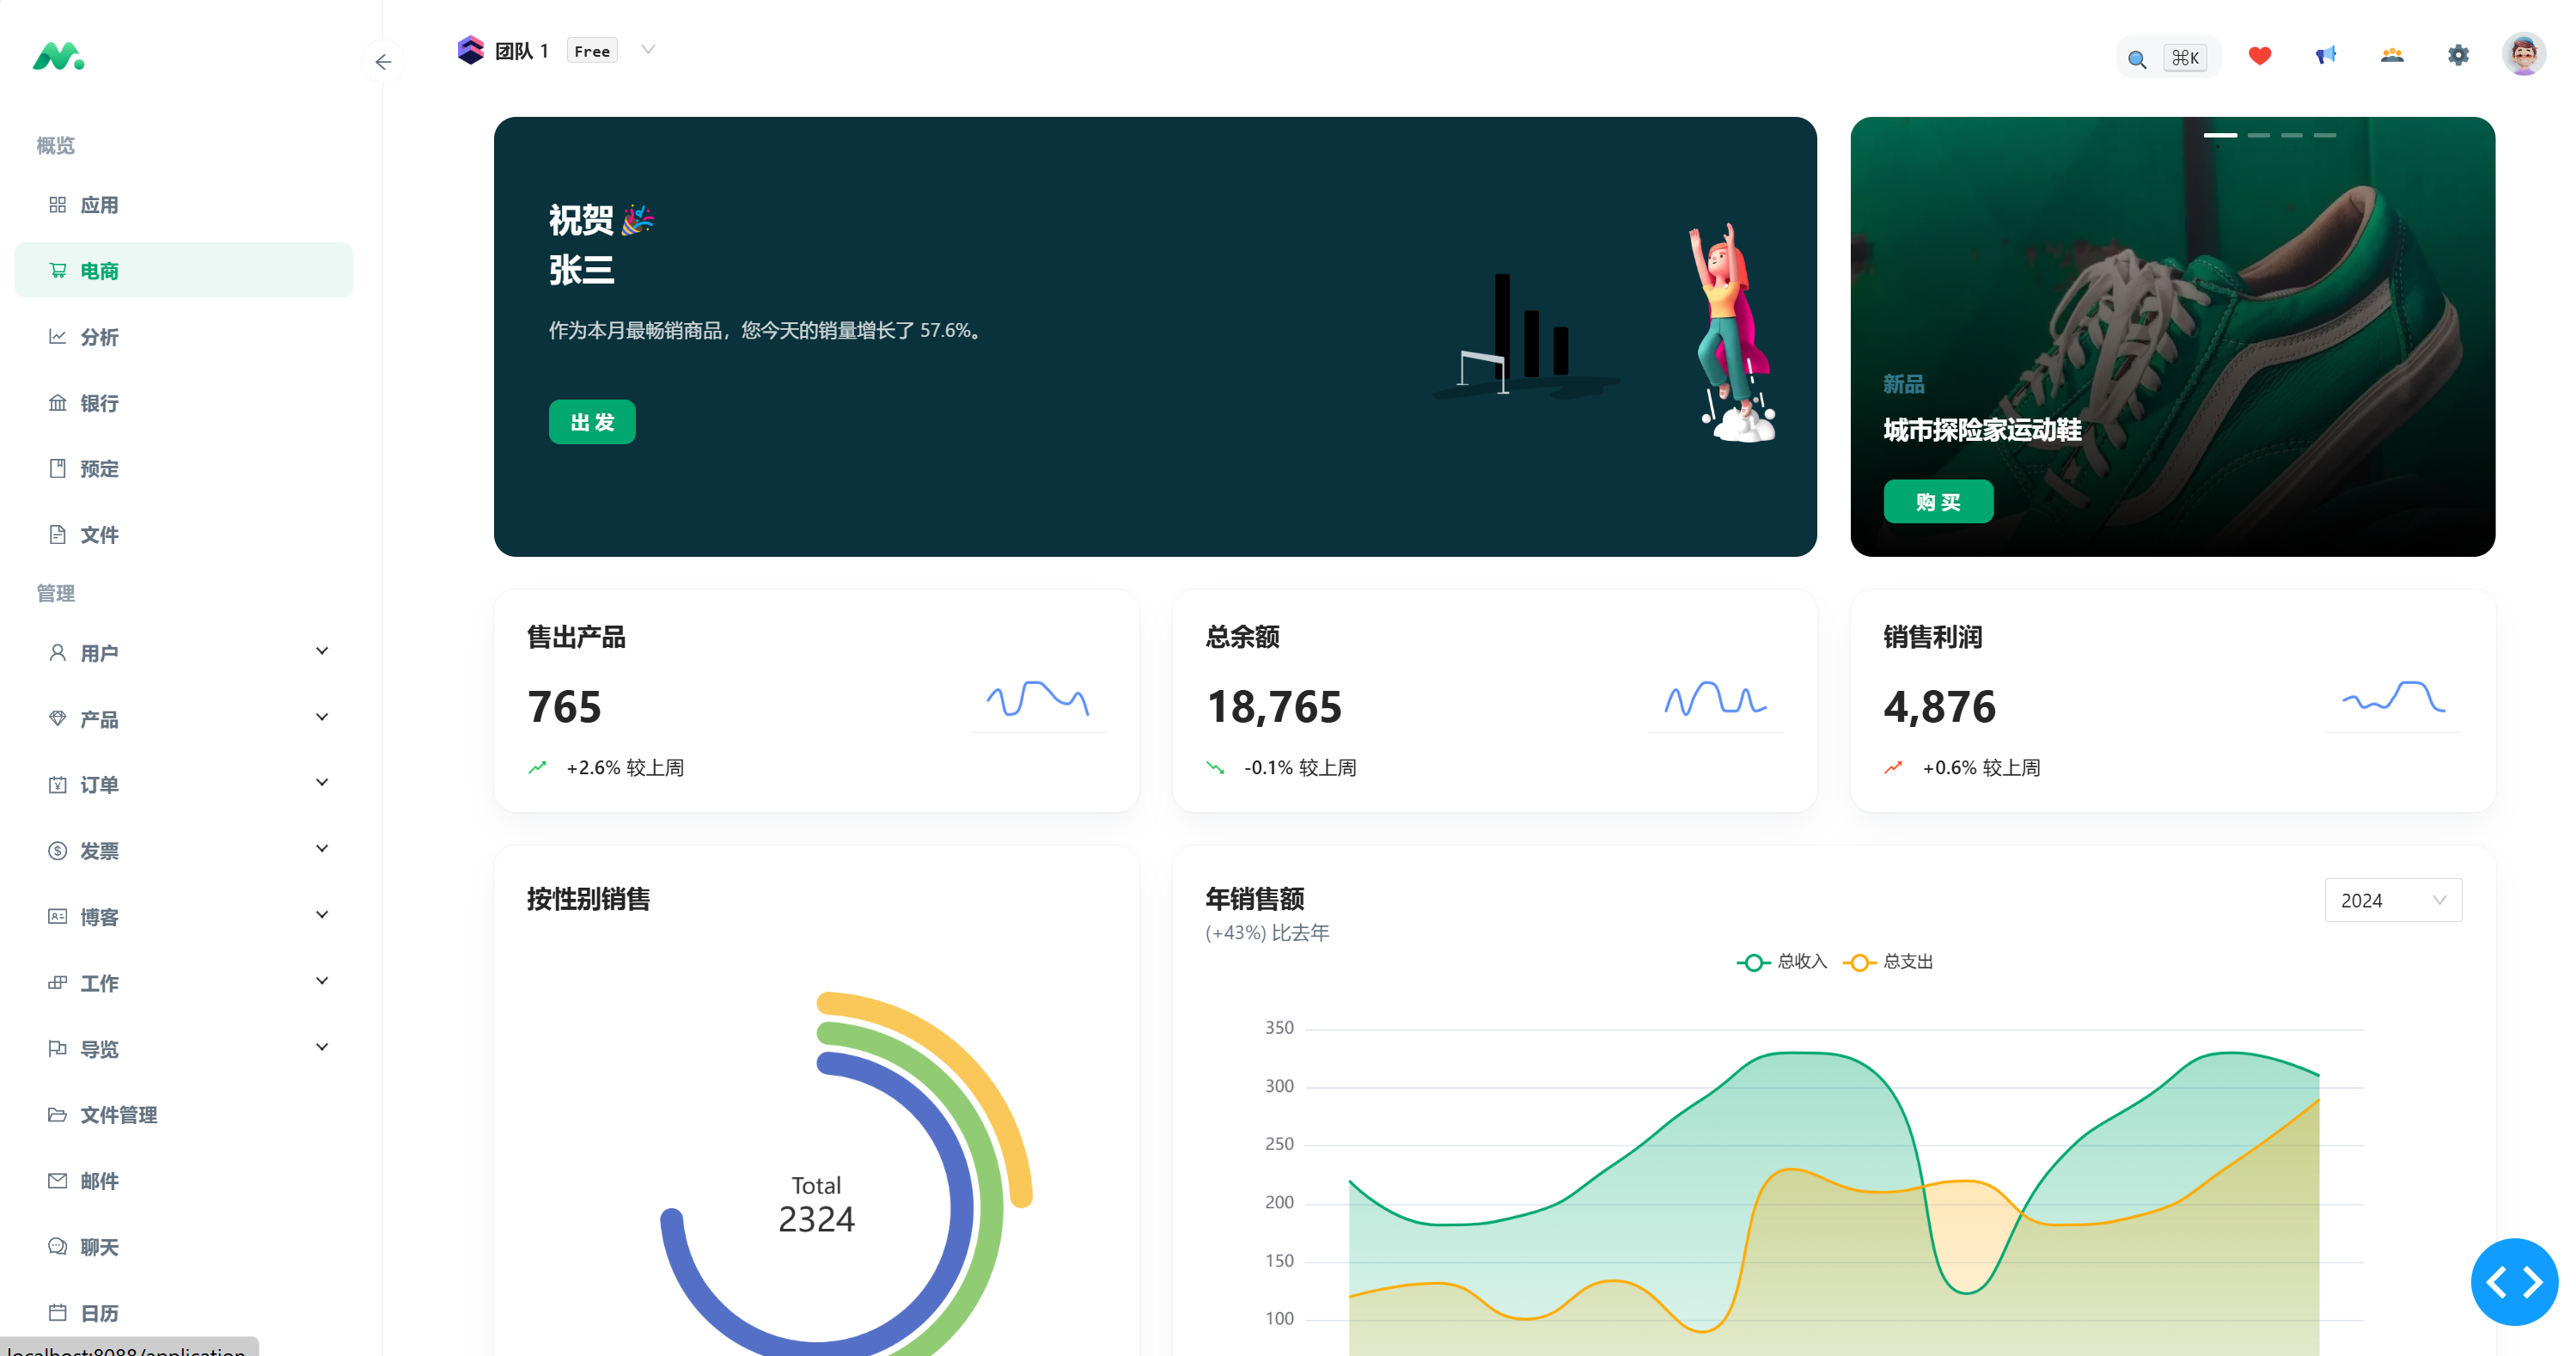 团队 1 Free
⌘K
概览
应用
电商
分析
银行
预定
文件
管理
用户
产品
订单
发票
博客
工作
导览
文件管理
邮件
聊天
日历
localhost:8088/application
祝贺🎉
张三
作为本月最畅销商品，您今天的销量增长了 57.6%。
出 发
新品
城市探险家运动鞋
购 买
售出产品
765
+2.6% 较上周
总余额
18,765
-0.1% 较上周
销售利润
4,876
+0.6% 较上周
按性别销售
Total
2324
年销售额
(+43%) 比去年
2024
总收入 总支出
350
300
250
200
150
100